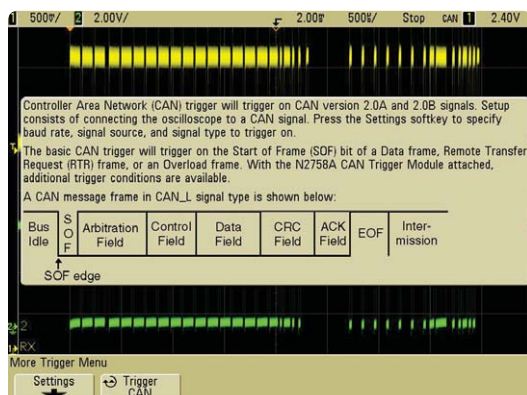 1 500▽/ 2 2.00V/ 2.00▽ 500%/ Stop CAN 1 2.40V
Controller Area Network (CAN) trigger will trigger on CAN version 2.0A and 2.0B signals. Setup
consists of connecting the oscilloscope to a CAN signal. Press the Settings softkey to specify
baud rate, signal source, and signal type to trigger on.
The basic CAN trigger will trigger on the Start of Frame (SOF) bit of a Data frame, Remote Transfer
Request (RTR) frame, or an Overload frame. With the N2758A CAN Trigger Module attached,
additional trigger conditions are available.
A CAN message frame in CAN_L signal type is shown below:
Bus Idle
SOF
Arbitration Field
Control Field
Data Field
CRC Field
ACK Field
EOF
Inter-
mission
SOF edge
2
RX
More Trigger Menu
Settings
Trigger
CAN